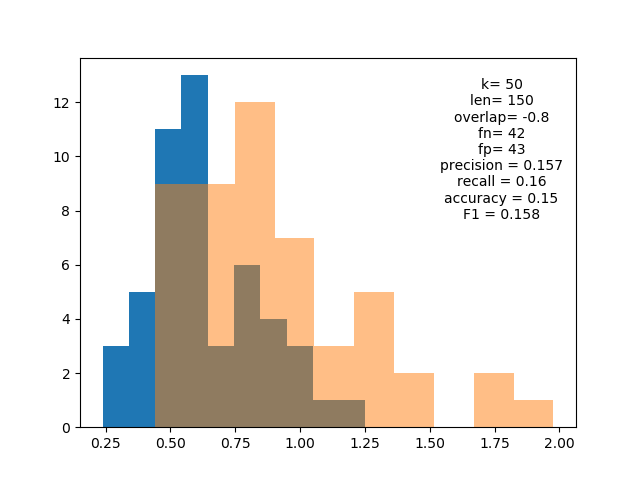 k= 50
len= 150
overlap= -0.8
fn= 42
fp= 43
precision = 0.157
recall = 0.16
accuracy = 0.15
F1 = 0.158
12
10
8
6
4
2
0
0.25 0.50 0.75 1.00 1.25 1.50 1.75 2.00